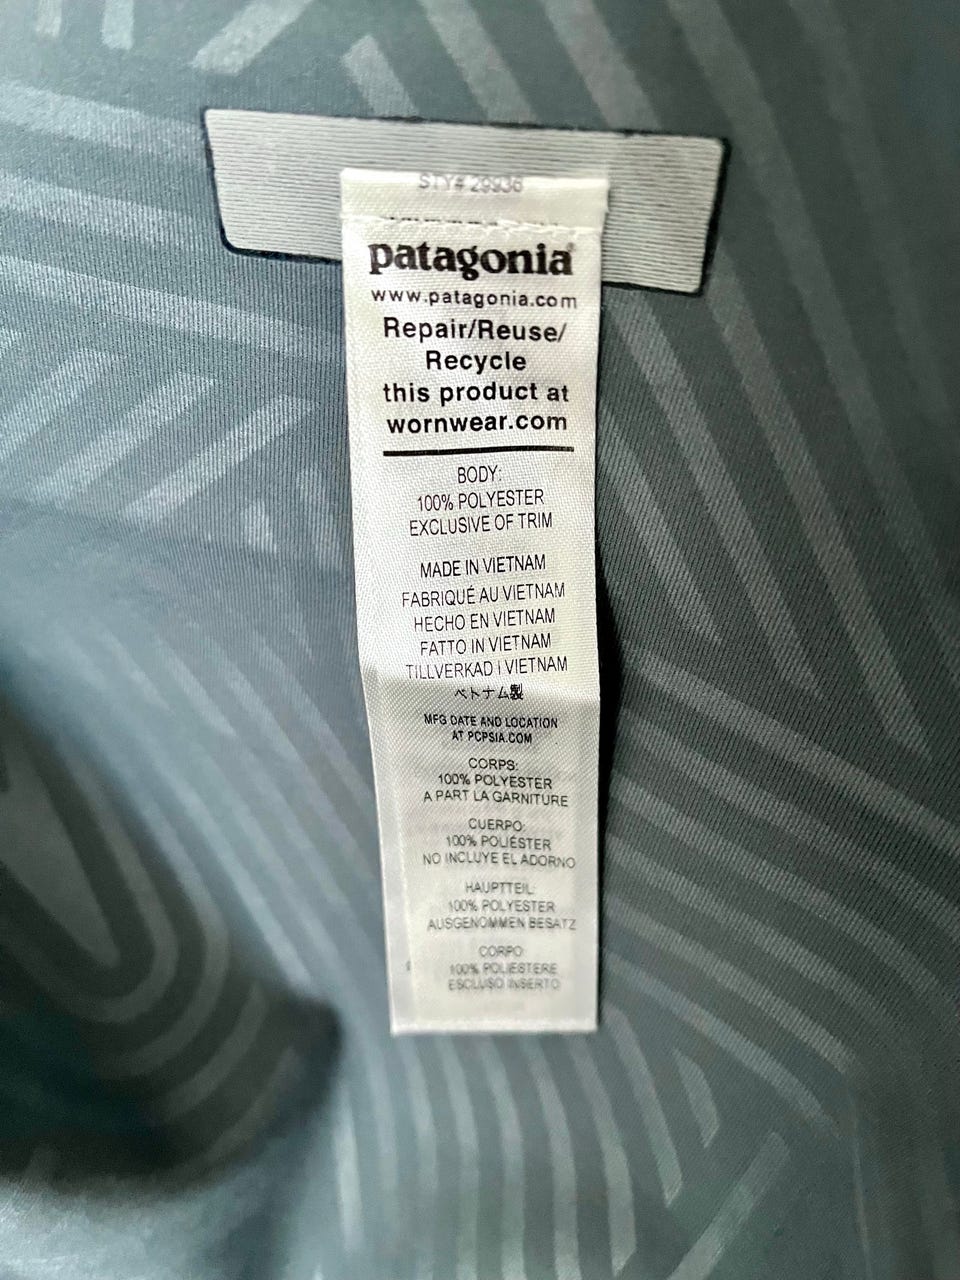 STY# 29936
patagonia®
www.patagonia.com
Repair/Reuse/
Recycle
this product at
wornwear.com
BODY:
100% POLYESTER
EXCLUSIVE OF TRIM
MADE IN VIETNAM
FABRIQUÉ AU VIETNAM
HECHO EN VIETNAM
FATTO IN VIETNAM
TILLVERKAD I VIETNAM
ベトナム製
MFG DATE AND LOCATION
AT PCPSIA.COM
CORPS:
100% POLYESTER
A PART LA GARNITURE
CUERPO:
100% POLIÉSTER
NO INCLUYE EL ADORNO
HAUPTTEIL:
100% POLYESTER
AUSGENOMMEN BESATZ
CORPO:
100% POLIESTERE
ESCLUSO INSERTO